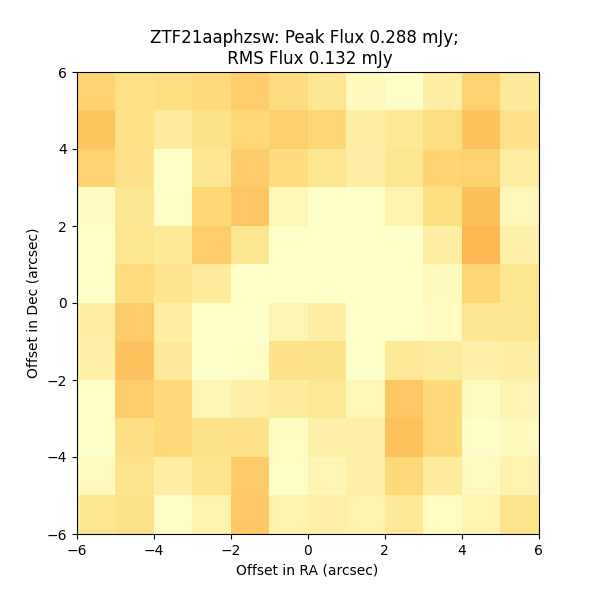 ZTF21aaphzsw: Peak Flux 0.288 mJy;
RMS Flux 0.132 mJy
6
4
2
0
−2
−4
−6
Offset in Dec (arcsec)
−6 −4 −2 0 2 4 6
Offset in RA (arcsec)